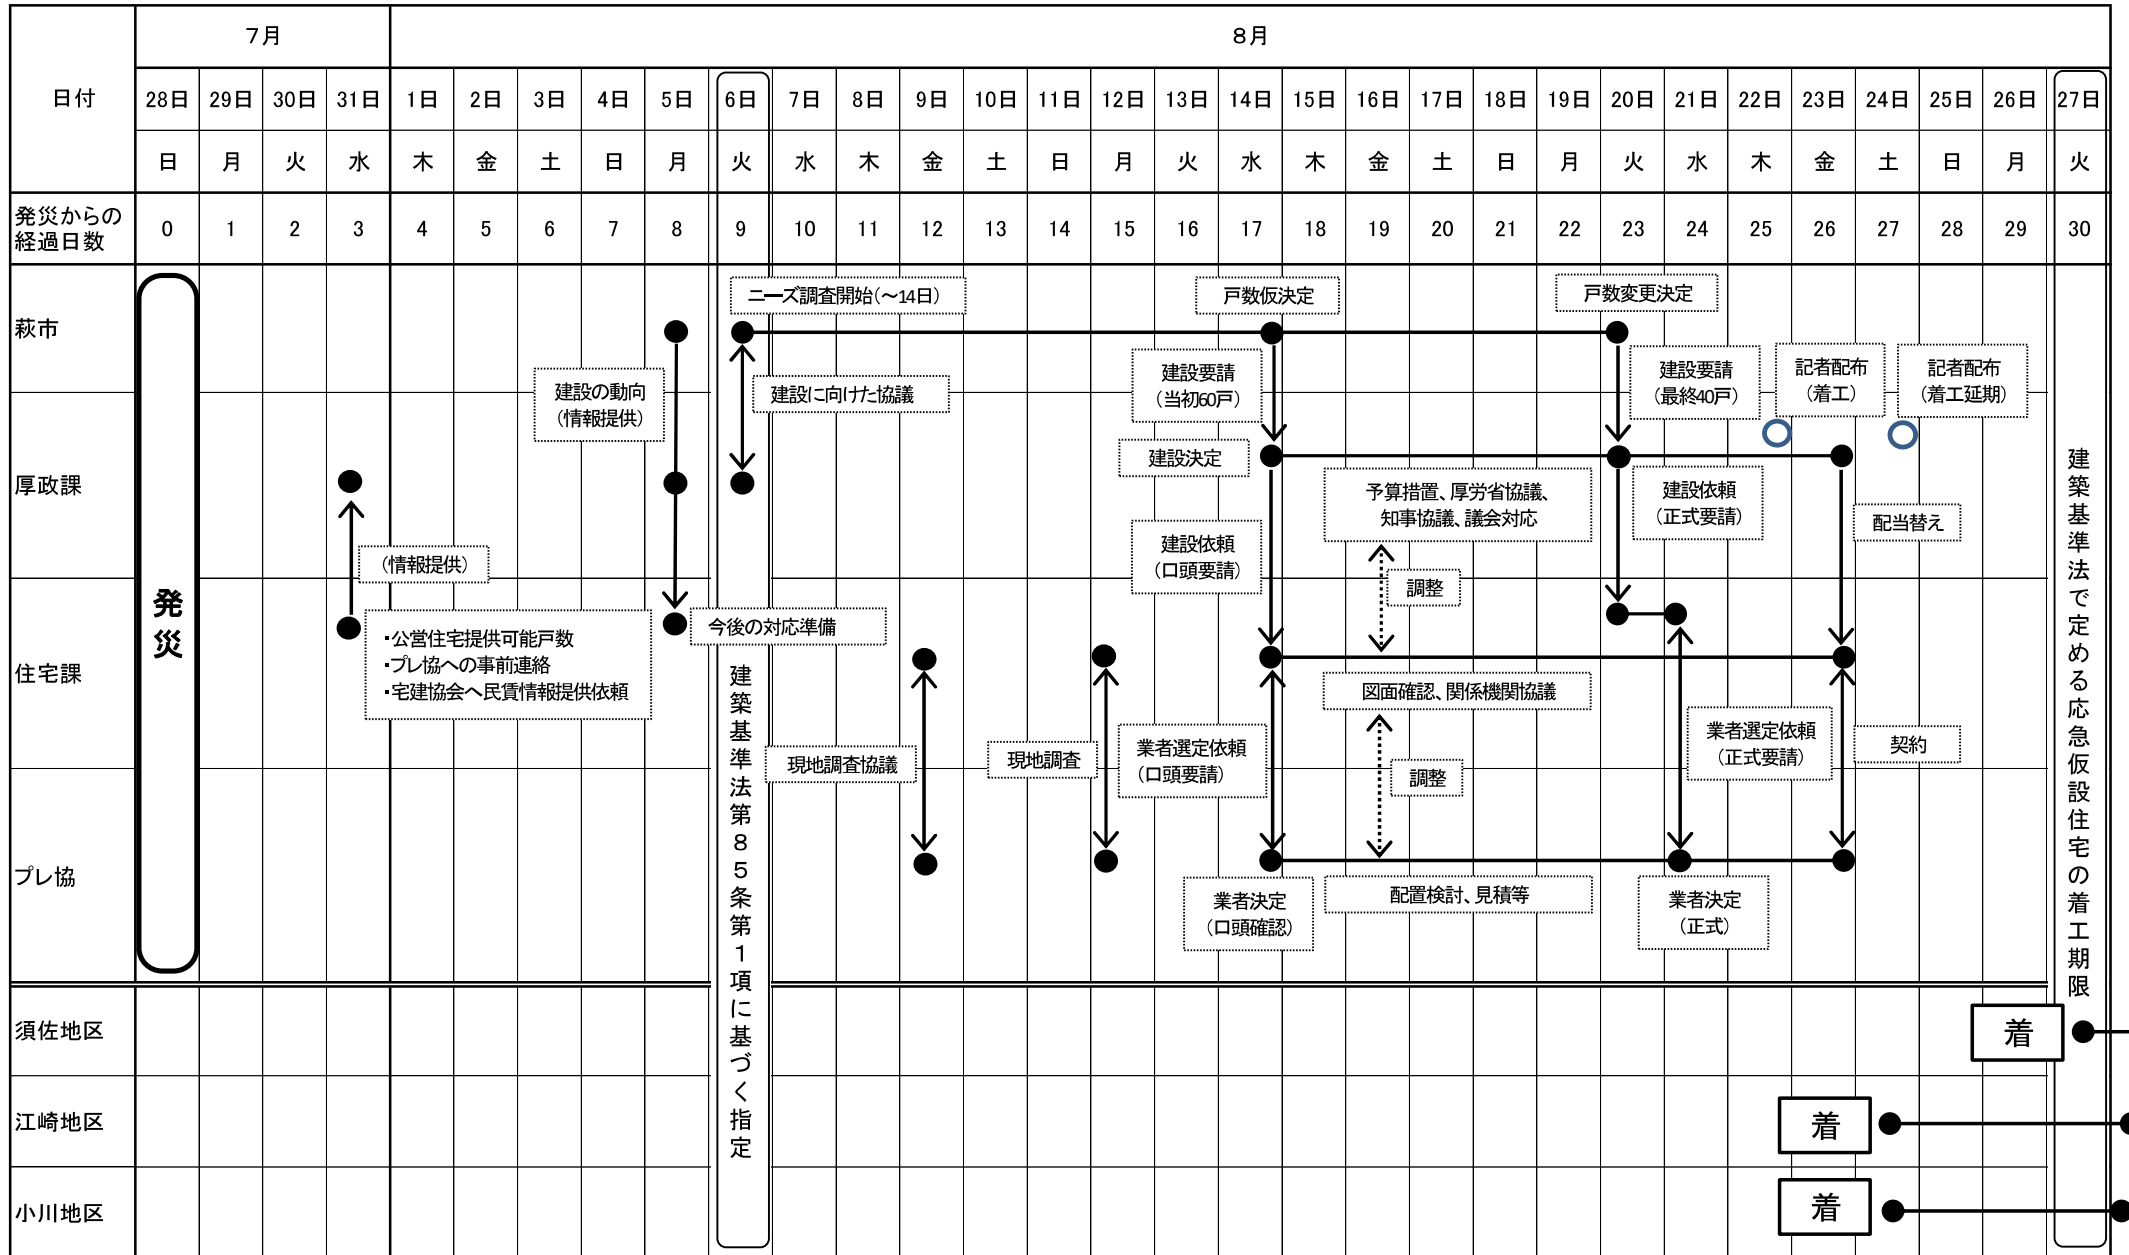 日付
7月
8月
28日 29日 30日 31日 1日 2日 3日 4日 5日 6日 7日 8日 9日 10日 11日 12日 13日 14日 15日 16日 17日 18日 19日 20日 21日 22日 23日 24日 25日 26日 27日
日 月 火 水 木 金 土 日 月 火 水 木 金 土 日 月 火 水 木 金 土 日 月 火 水 木 金 土 日 月 火
発災からの
経過日数
0 1 2 3 4 5 6 7 8 9 10 11 12 13 14 15 16 17 18 19 20 21 22 23 24 25 26 27 28 29 30
萩市
ニーズ調査開始(～14日)
戸数仮決定
戸数変更決定
建設の動向
(情報提供)
建設に向けた協議
建設要請
(当初60戸)
建設要請
(最終40戸)
記者配布
(着工)
記者配布
(着工延期)
厚政課
(情報提供)
建設決定
建設依頼
(口頭要請)
予算措置、厚労省協議、
知事協議、議会対応
建設依頼
(正式要請)
配当替え
調整
発災
住宅課
・公営住宅提供可能戸数
・プレ協への事前連絡
・宅建協会へ民賃情報提供依頼
今後の対応準備
現地調査協議
現地調査
業者選定依頼
(口頭要請)
図面確認、関係機関協議
業者選定依頼
(正式要請)
契約
調整
プレ協
業者決定
(口頭確認)
配置検討、見積等
業者決定
(正式)
建築基準法第85条第1項に基づく指定
建築基準法で定める応急仮設住宅の着工期限
須佐地区
着
江崎地区
着
小川地区
着